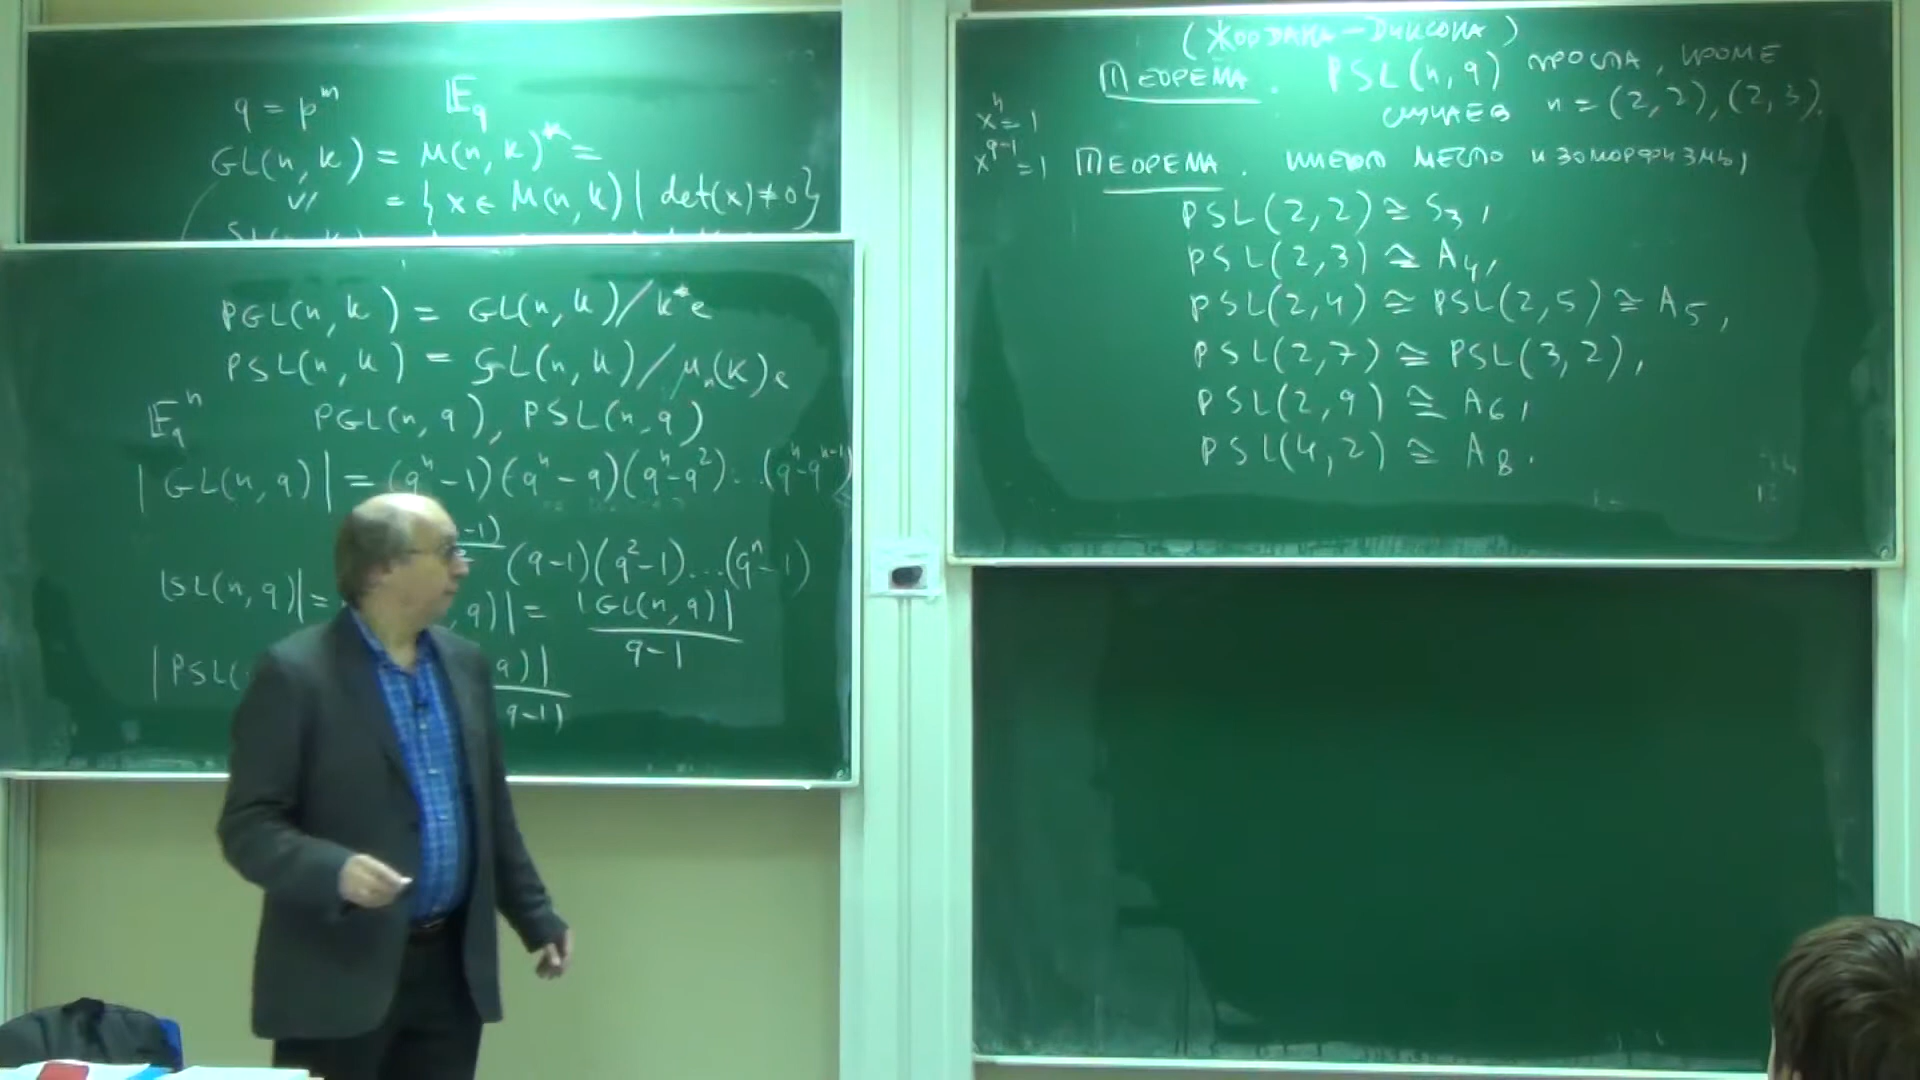 q = p^m 𝔽_q
GL(n, k) = M(n, k)^* =
= { x ∈ M(n, k) | det(x) ≠ 0 }
PGL(n, k) = GL(n, k) / k^* e
PSL(n, k) = SL(n, k) / μ_n(k) e
𝔽_q^n PGL(n, q), PSL(n, q)
|GL(n, q)| = (q^n - 1)(q^n - q)(q^n - q^2)...(q^n - q^{n-1})
(q-1)(q^2-1)...(q^n-1)
|SL(n, q)| = , q)| = |GL(n, q)| / q-1
|PSL( q)|
q-1)
(Жордана – Диксона)
Теорема. PSL(n, q) проста, кроме
случаев n = (2,2), (2,3).
x^n = 1
x^{q-1} = 1
Теорема. имеют место изоморфизмы
PSL(2,2) ≅ S_3,
PSL(2,3) ≅ A_4,
PSL(2,4) ≅ PSL(2,5) ≅ A_5,
PSL(2,7) ≅ PSL(3,2),
PSL(2,9) ≅ A_6,
PSL(4,2) ≅ A_8.